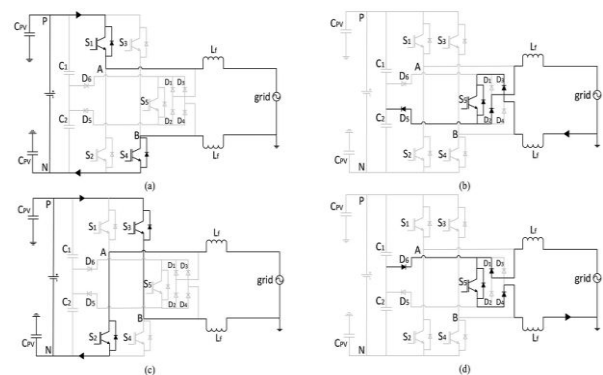 CPV P S1 S3 Lf
C1 A D6 D1 D3 grid
S5
C2 D5 D2 D4
B
CPV S2 S4 Lf
N
(a)
CPV P S1 S3 Lf
C1 A D6 D1 D3 grid
S5
C2 D5 D2 D4
B
CPV S2 S4 Lf
N
(b)
CPV P S1 S3 Lf
C1 A D6 D1 D3 grid
S5
C2 D5 D2 D4
B
CPV S2 S4 Lf
N
(c)
CPV P S1 S3 Lf
C1 A D6 D1 D3 grid
S5
C2 D5 D2 D4
B
CPV S2 S4 Lf
N
(d)